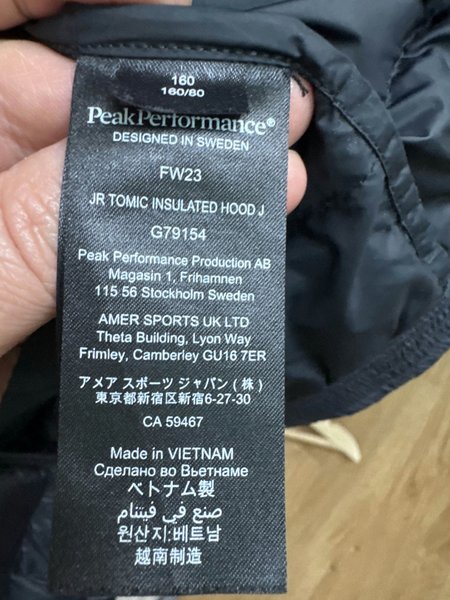 160
160/80
PeakPerformance®
DESIGNED IN SWEDEN
FW23
JR TOMIC INSULATED HOOD J
G79154
Peak Performance Production AB
Magasin 1, Frihamnen
115 56 Stockholm Sweden
AMER SPORTS UK LTD
Theta Building, Lyon Way
Frimley, Camberley GU16 7ER
アメア スポーツ ジャパン (株)
東京都新宿区新宿6-27-30
CA 59467
Made in VIETNAM
Сделано во Вьетнаме
ベトナム製
صنع في فيتنام
원산지:베트남
越南制造